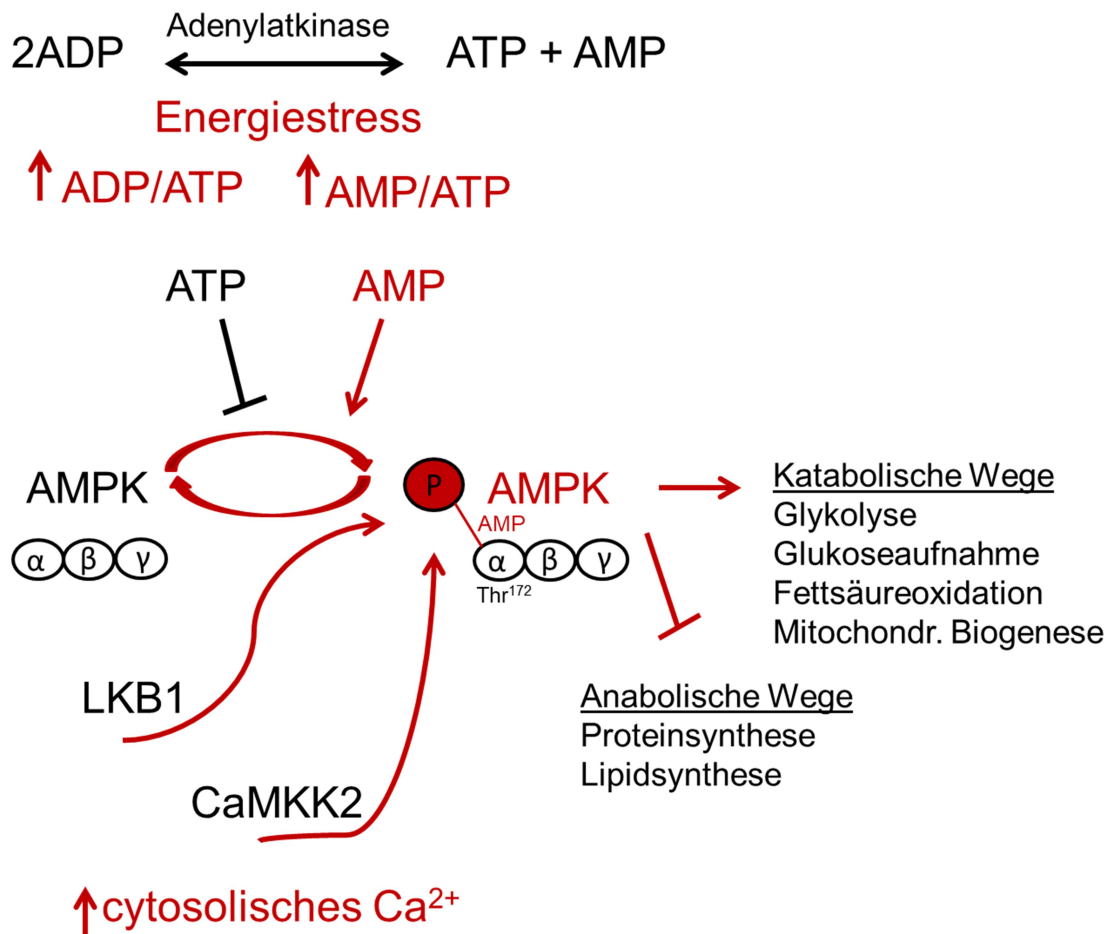 Adenylatkinase
2ADP ATP + AMP
Energiestress
ADP/ATP AMP/ATP
ATP AMP
AMPK P AMPK
AMP
α β γ α β γ
Thr¹⁷²
Katabolische Wege
Glykolyse
Glukoseaufnahme
Fettsäureoxidation
Mitochondr. Biogenese
LKB1
Anabolische Wege
Proteinsynthese
Lipidsynthese
CaMKK2
cytosolisches Ca²⁺